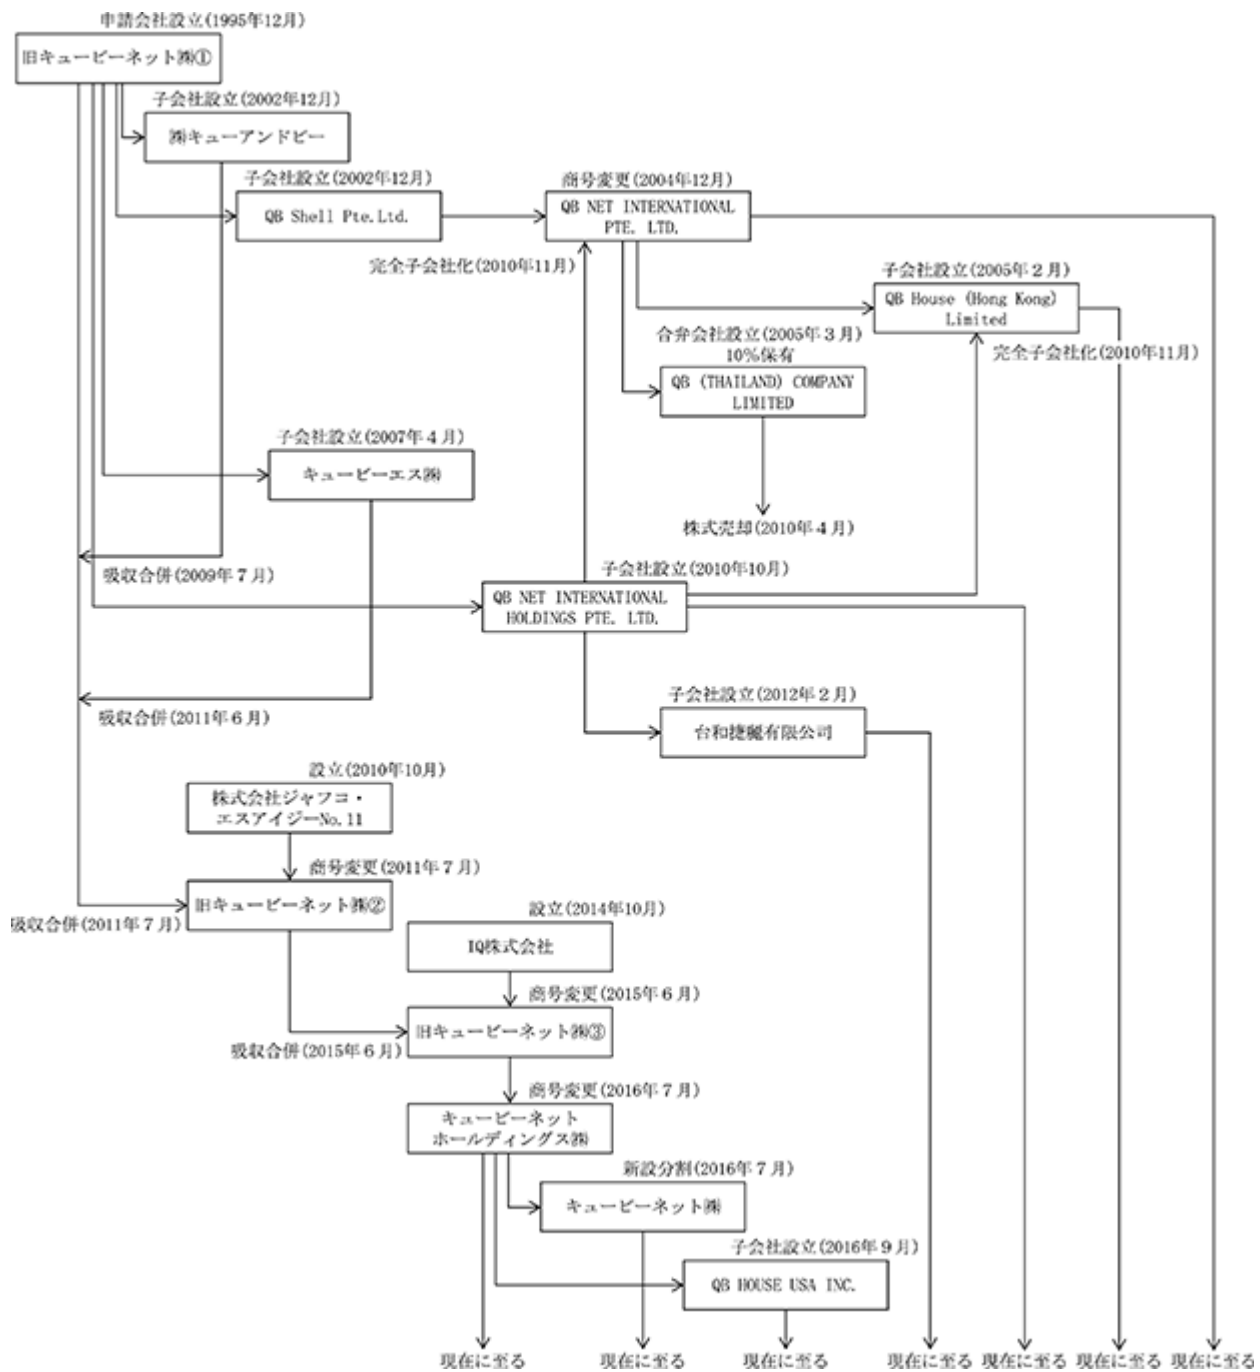 申請会社設立(1995年12月)
旧キュービーネット㈱①
子会社設立(2002年12月)
㈱キューアンドビー
子会社設立(2002年12月)
QB Shell Pte.Ltd.
商号変更(2004年12月)
QB NET INTERNATIONAL
PTE. LTD.
完全子会社化(2010年11月)
子会社設立(2005年２月)
QB House (Hong Kong)
Limited
完全子会社化(2010年11月)
合弁会社設立(2005年３月)
10％保有
QB (THAILAND) COMPANY
LIMITED
株式売却(2010年４月)
子会社設立(2007年４月)
キュービーエス㈱
吸収合併(2009年７月)
子会社設立(2010年10月)
QB NET INTERNATIONAL
HOLDINGS PTE. LTD.
吸収合併(2011年６月)
子会社設立(2012年２月)
台和捷麗有限公司
設立(2010年10月)
株式会社ジャフコ・
エスアイジーNo.11
商号変更(2011年７月)
旧キュービーネット㈱②
吸収合併(2011年７月)
設立(2014年10月)
IQ株式会社
商号変更(2015年６月)
旧キュービーネット㈱③
吸収合併(2015年６月)
商号変更(2016年７月)
キュービーネット
ホールディングス㈱
新設分割(2016年７月)
キュービーネット㈱
子会社設立(2016年９月)
QB HOUSE USA INC.
現在に至る
現在に至る
現在に至る
現在に至る
現在に至る
現在に至る
現在に至る